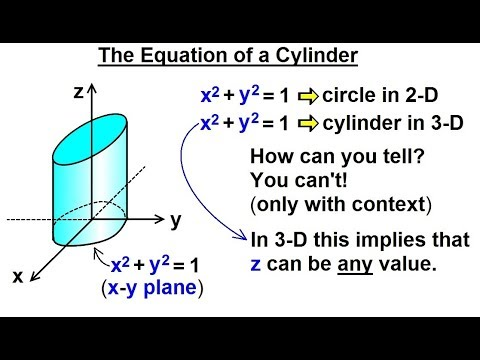 The Equation of a Cylinder
z
y
x
x² + y² = 1
(x-y plane)
x² + y² = 1 ⇨ circle in 2-D
x² + y² = 1 ⇨ cylinder in 3-D
How can you tell?
You can't!
(only with context)
In 3-D this implies that
z can be any value.